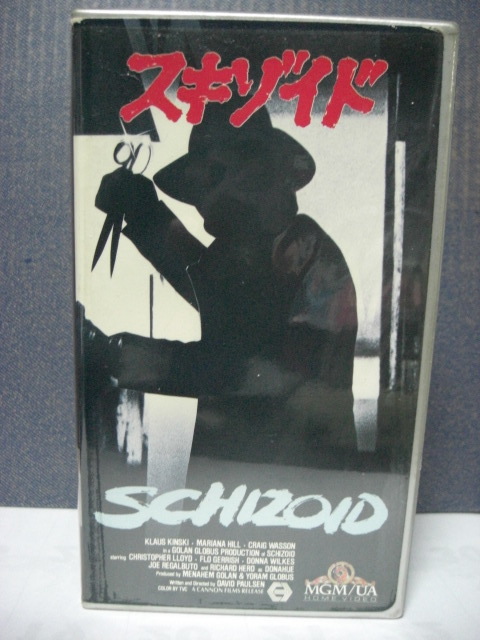 スキゾイド
SCHIZOID
KLAUS KINSKI · MARIANA HILL · CRAIG WASSON
in a GOLAN GLOBUS PRODUCTION of SCHIZOID
starring CHRISTOPHER LLOYD · FLO GERRISH · DONNA WILKES
JOE REGALBUTO and RICHARD HERD as DONAHUE
Produced by MENAHEM GOLAN & YORAM GLOBUS
Written and Directed by DAVID PAULSEN
COLOR BY TVC A CANNON FILMS RELEASE
MGM/UA
HOME VIDEO